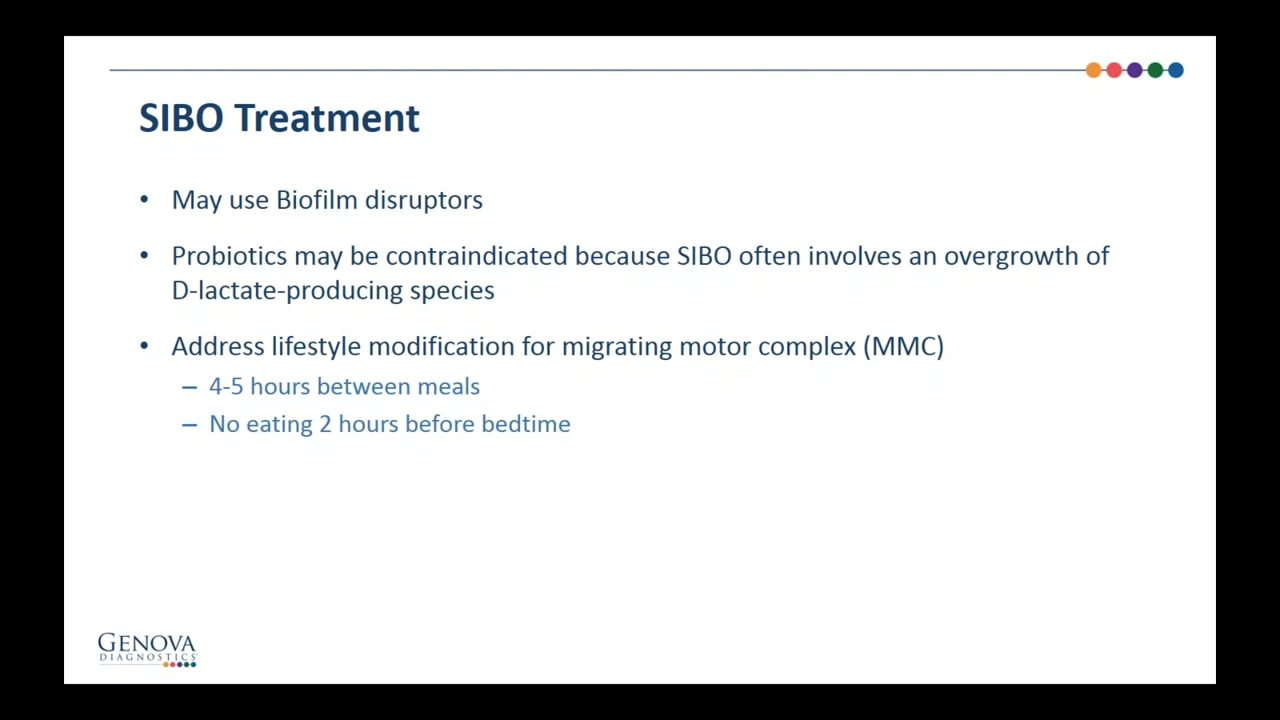 SIBO Treatment
• May use Biofilm disruptors
• Probiotics may be contraindicated because SIBO often involves an overgrowth of
D-lactate-producing species
• Address lifestyle modification for migrating motor complex (MMC)
– 4-5 hours between meals
– No eating 2 hours before bedtime
GENOVA
DIAGNOSTICS